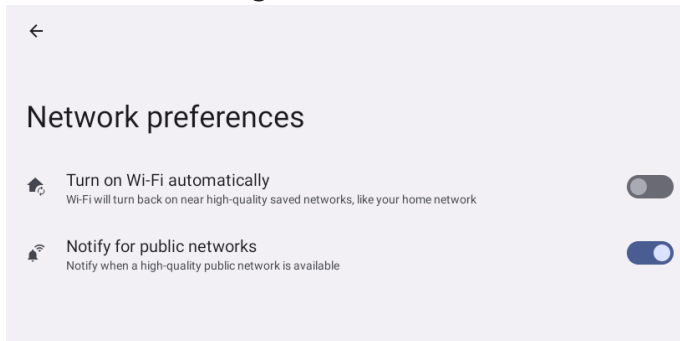 Network preferences
Turn on Wi-Fi automatically
Wi-Fi will turn back on near high-quality saved networks, like your home network
Notify for public networks
Notify when a high-quality public network is available